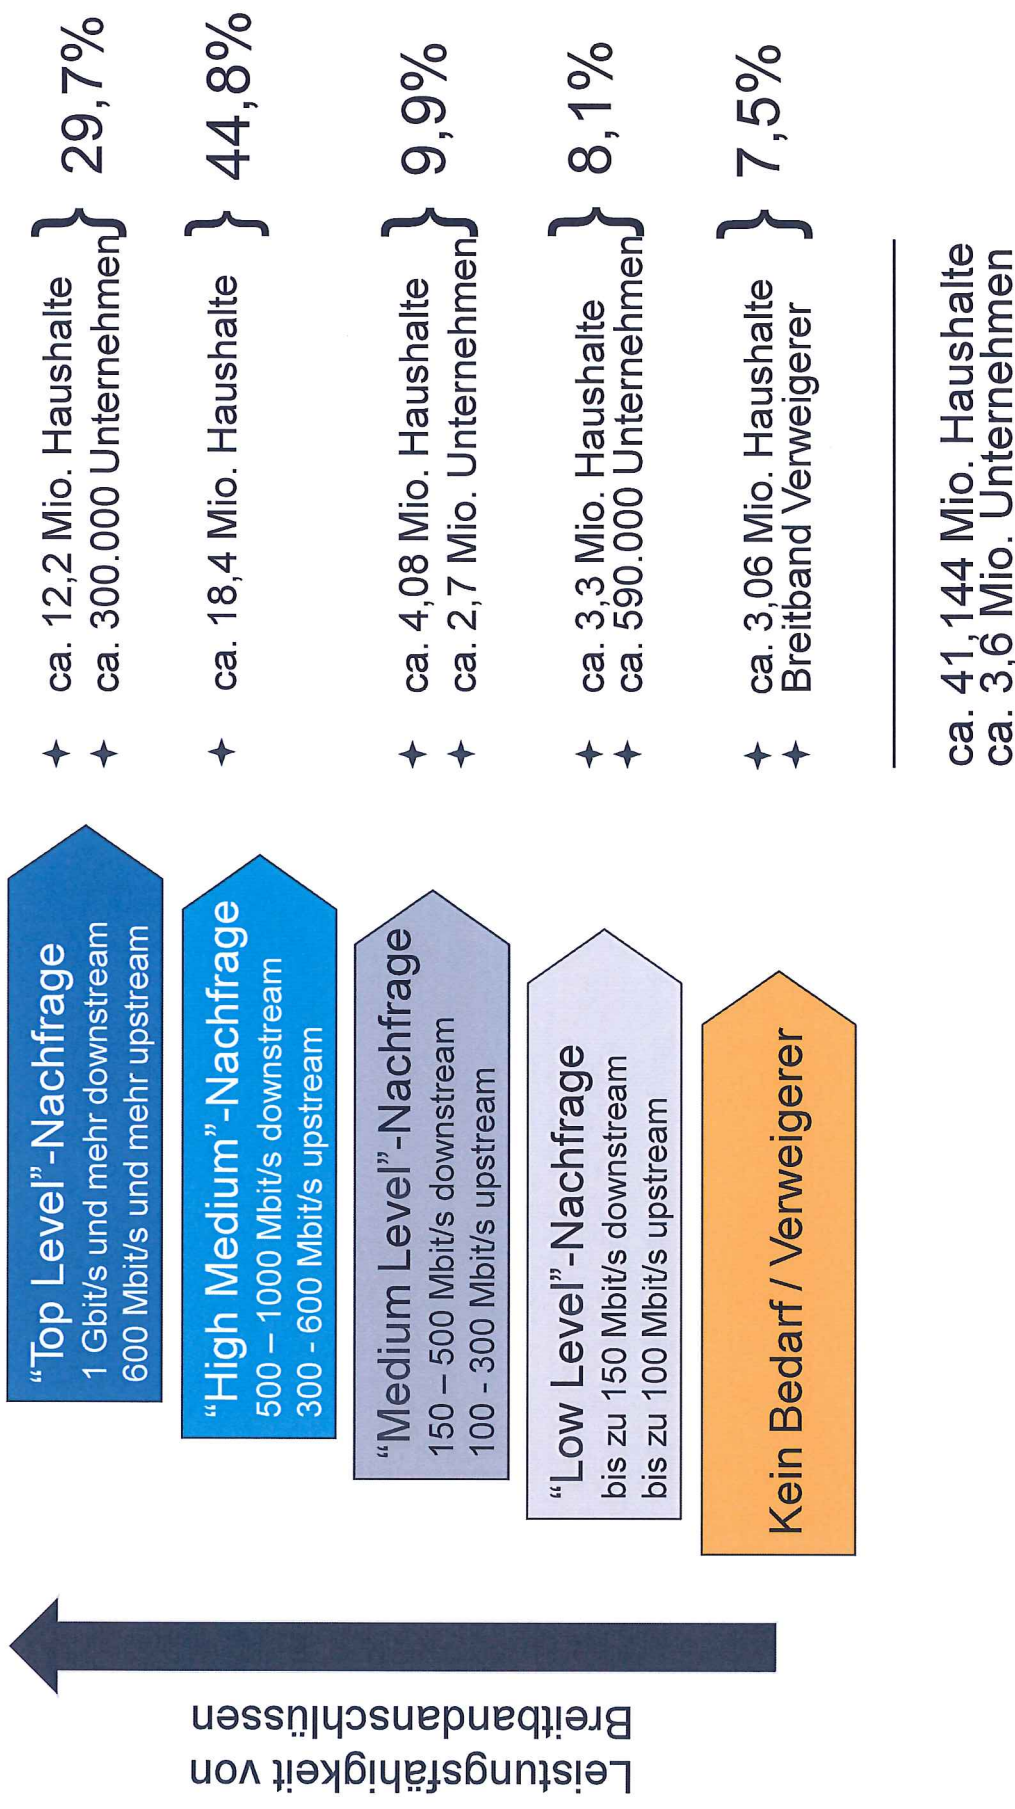 Leistungsfähigkeit von
Breitbandanschlüssen
“Top Level”-Nachfrage
1 Gbit/s und mehr downstream
600 Mbit/s und mehr upstream
ca. 12,2 Mio. Haushalte
ca. 300.000 Unternehmen
29,7%
“High Medium”-Nachfrage
500 – 1000 Mbit/s downstream
300 - 600 Mbit/s upstream
ca. 18,4 Mio. Haushalte
44,8%
“Medium Level”-Nachfrage
150 – 500 Mbit/s downstream
100 - 300 Mbit/s upstream
ca. 4,08 Mio. Haushalte
ca. 2,7 Mio. Unternehmen
9,9%
“Low Level”-Nachfrage
bis zu 150 Mbit/s downstream
bis zu 100 Mbit/s upstream
ca. 3,3 Mio. Haushalte
ca. 590.000 Unternehmen
8,1%
Kein Bedarf / Verweigerer
ca. 3,06 Mio. Haushalte
Breitband Verweigerer
7,5%
ca. 41,144 Mio. Haushalte
ca. 3,6 Mio. Unternehmen